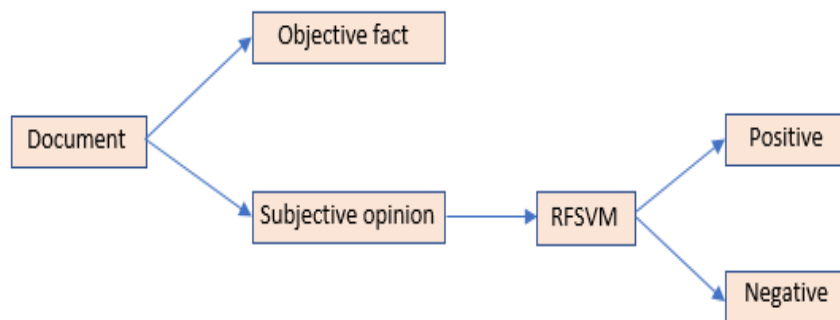 Objective fact
Document
Positive
Subjective opinion
RFSVM
Negative